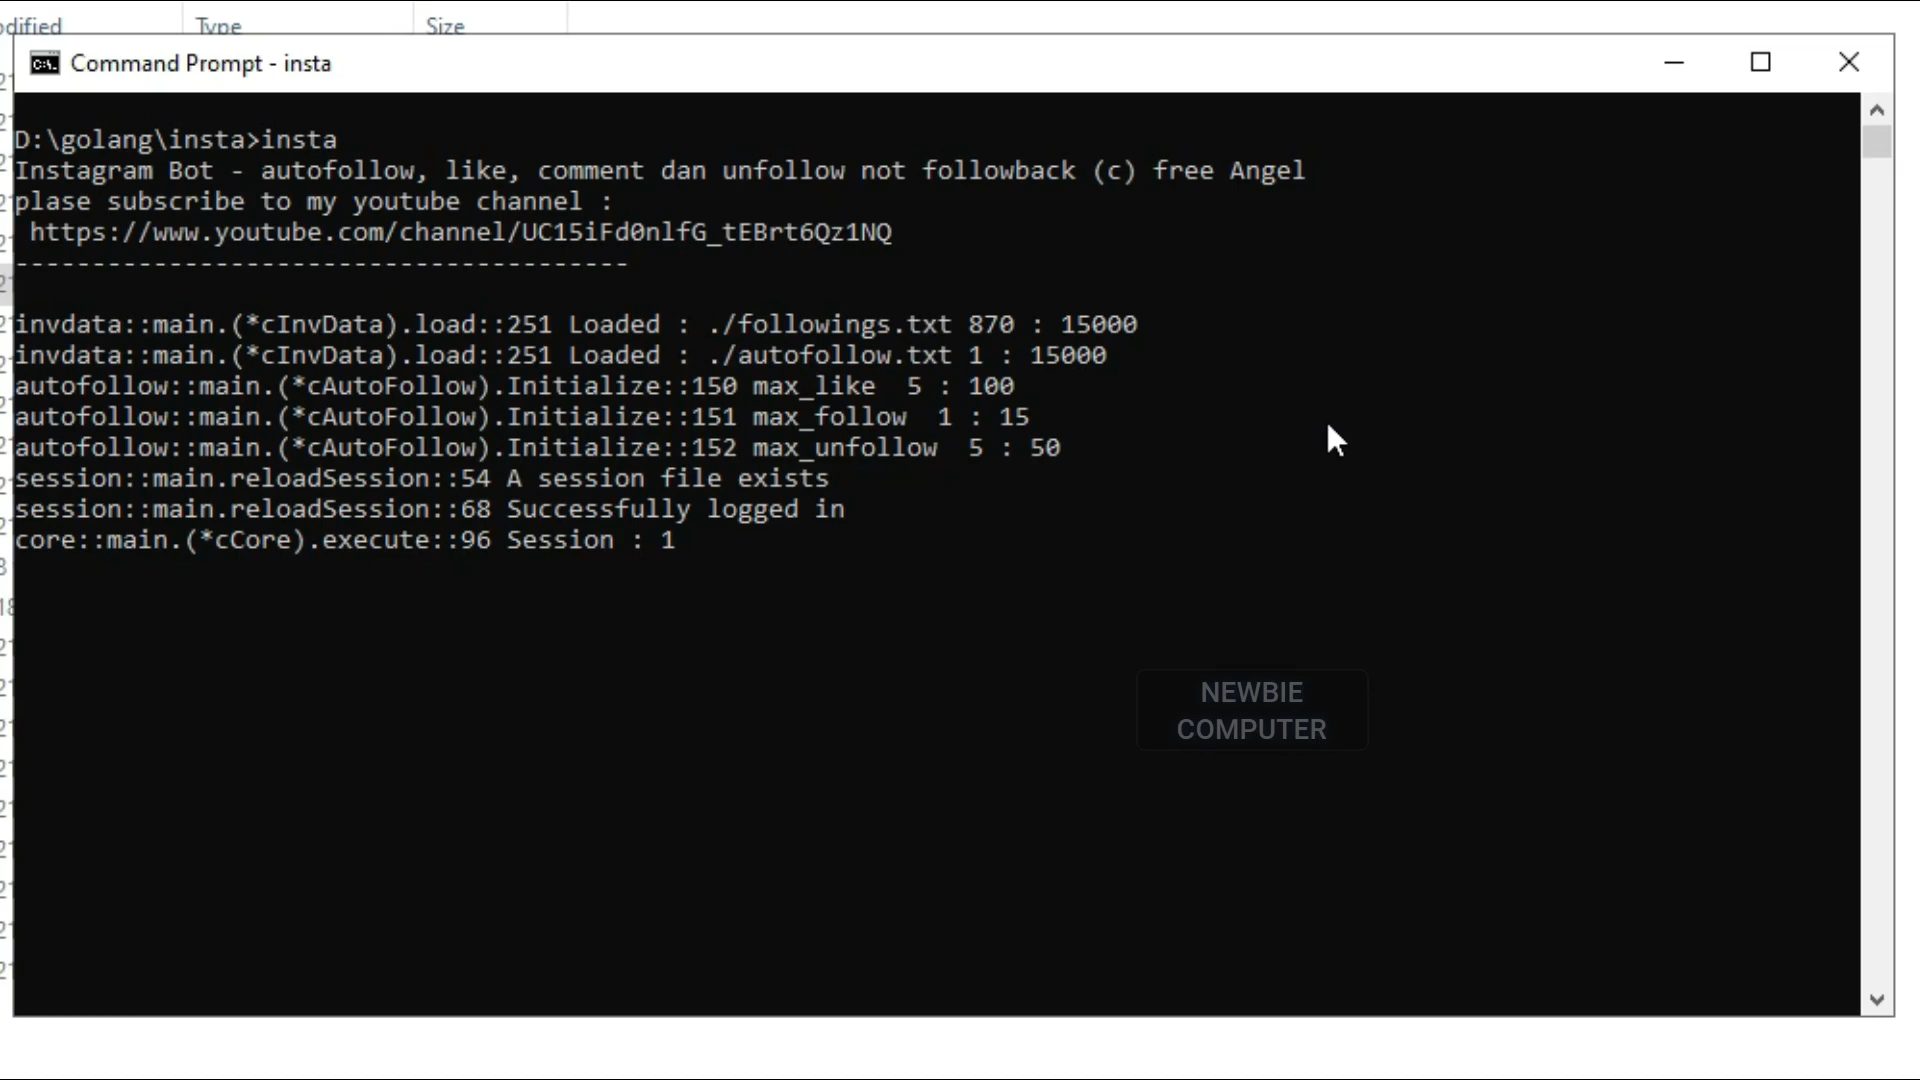 odified Type Size
Command Prompt - insta
D:\golang\insta>insta
Instagram Bot - autofollow, like, comment dan unfollow not followback (c) free Angel
plase subscribe to my youtube channel :
https://www.youtube.com/channel/UC15iFd0nlfG_tEBrt6Qz1NQ
----------------------------------------
invdata::main.(*cInvData).load::251 Loaded : ./followings.txt 870 : 15000
invdata::main.(*cInvData).load::251 Loaded : ./autofollow.txt 1 : 15000
autofollow::main.(*cAutoFollow).Initialize::150 max_like  5 : 100
autofollow::main.(*cAutoFollow).Initialize::151 max_follow  1 : 15
autofollow::main.(*cAutoFollow).Initialize::152 max_unfollow  5 : 50
session::main.reloadSession::54 A session file exists
session::main.reloadSession::68 Successfully logged in
core::main.(*cCore).execute::96 Session : 1
NEWBIE
COMPUTER